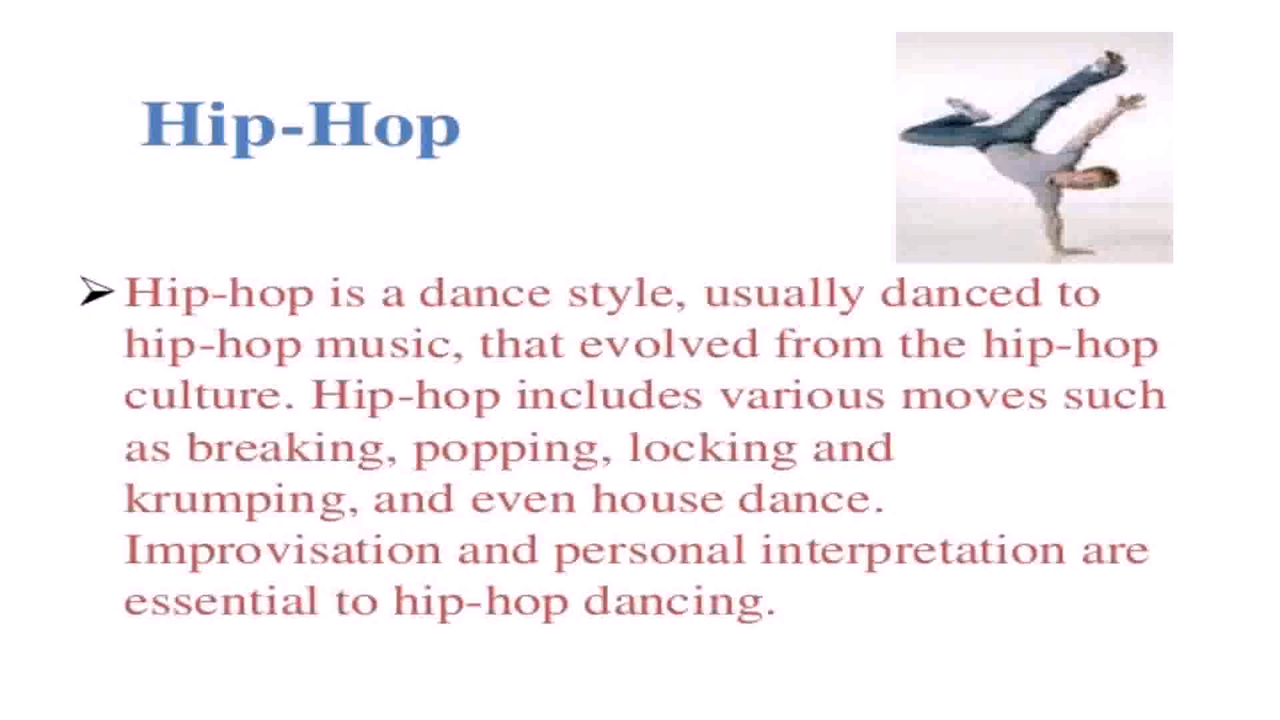 Hip-Hop
Hip-hop is a dance style, usually danced to
hip-hop music, that evolved from the hip-hop
culture. Hip-hop includes various moves such
as breaking, popping, locking and
krumping, and even house dance.
Improvisation and personal interpretation are
essential to hip-hop dancing.